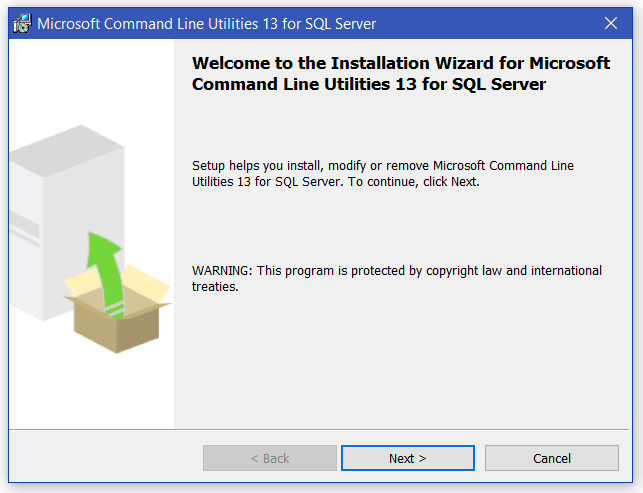 Microsoft Command Line Utilities 13 for SQL Server
Welcome to the Installation Wizard for Microsoft
Command Line Utilities 13 for SQL Server
Setup helps you install, modify or remove Microsoft Command Line
Utilities 13 for SQL Server. To continue, click Next.
WARNING: This program is protected by copyright law and international
treaties.
< Back
Next >
Cancel